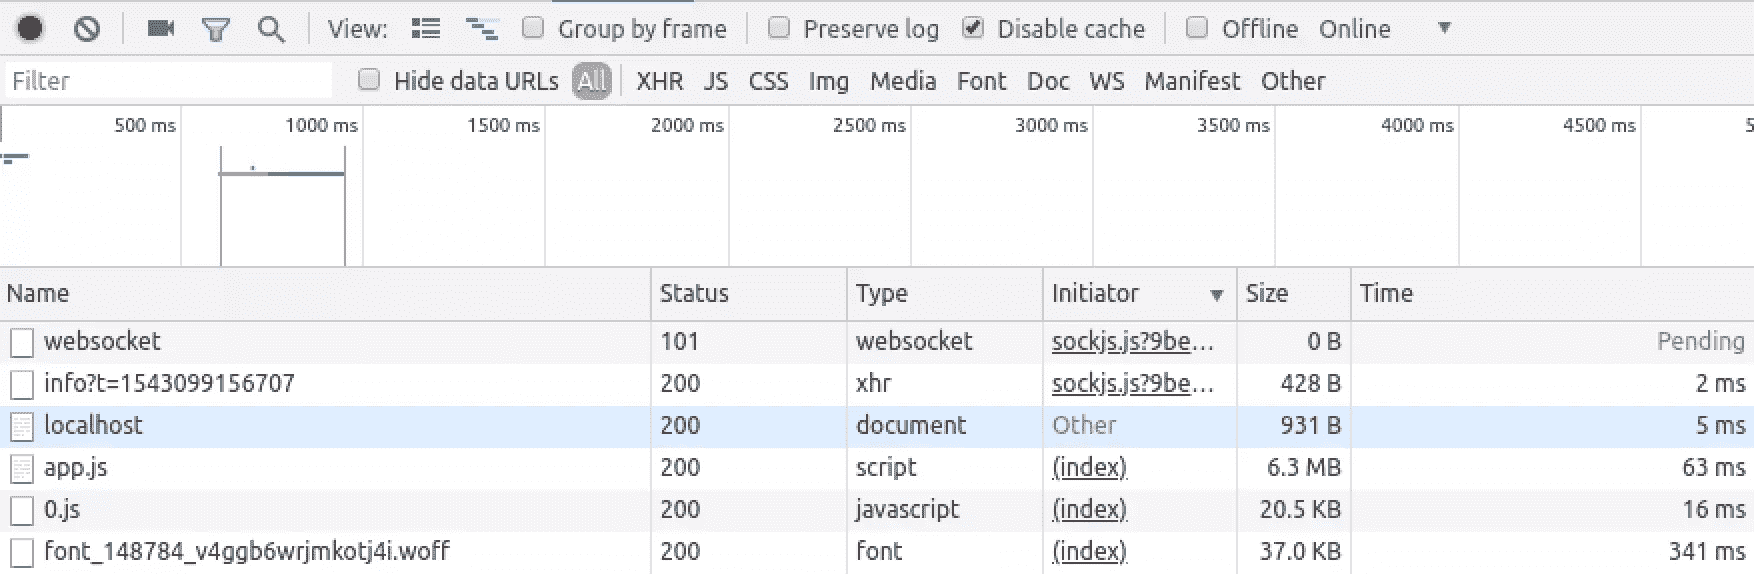 View: Group by frame Preserve log Disable cache Offline Online
Filter Hide data URLs All XHR JS CSS Img Media Font Doc WS Manifest Other
500 ms 1000 ms 1500 ms 2000 ms 2500 ms 3000 ms 3500 ms 4000 ms 4500 ms 5
Name Status Type Initiator Size Time
websocket 101 websocket sockjs.js?9be... 0 B Pending
info?t=1543099156707 200 xhr sockjs.js?9be... 428 B 2 ms
localhost 200 document Other 931 B 5 ms
app.js 200 script (index) 6.3 MB 63 ms
0.js 200 javascript (index) 20.5 KB 16 ms
font_148784_v4ggb6wrjmkotj4i.woff 200 font (index) 37.0 KB 341 ms